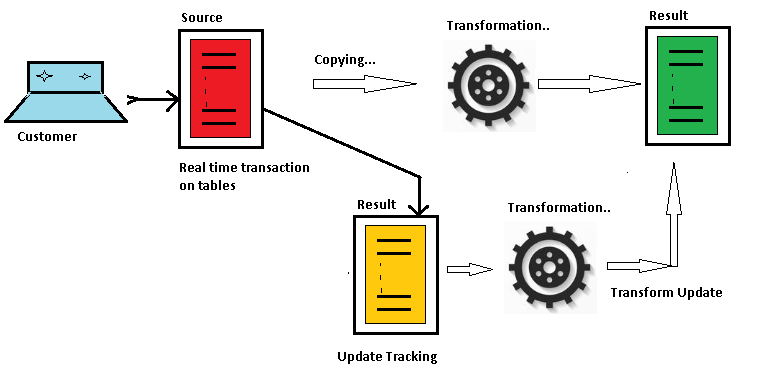 Source
Transformation..
Result
Copying...
Customer
Real time transaction
on tables
Result
Transformation..
Transform Update
Update Tracking